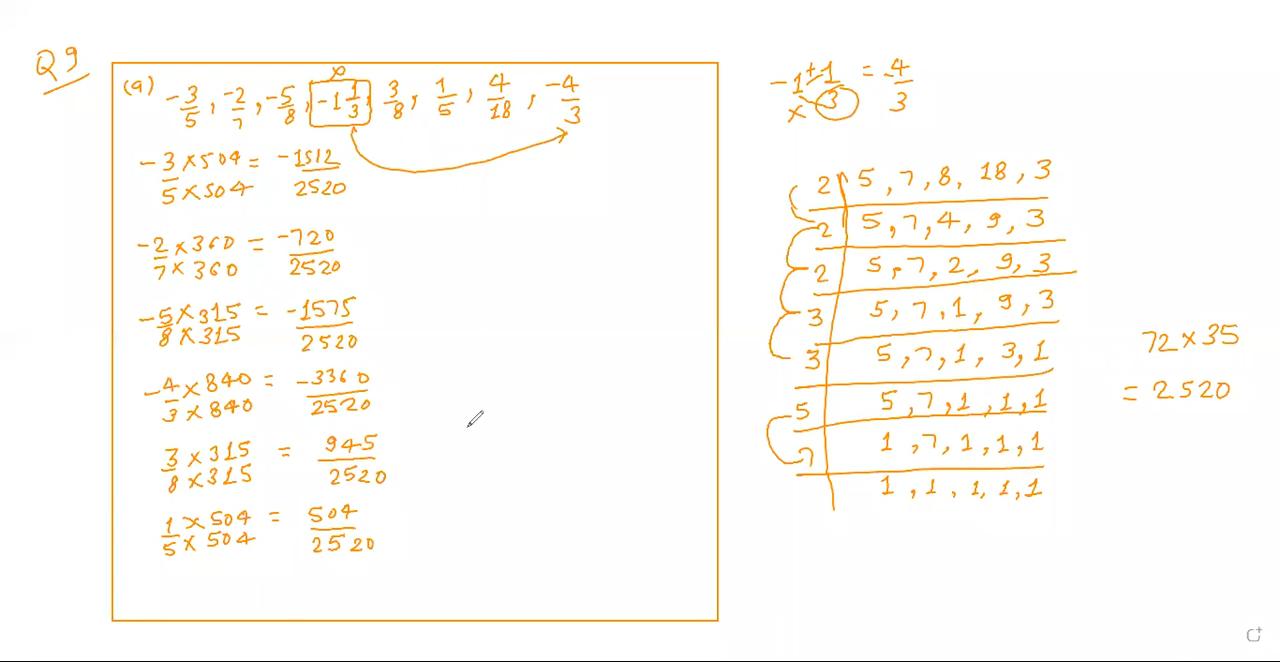 Q9
(a) -3/5, -2/7, -5/8, -1 1/3, 3/8, 1/5, 4/18, -4/3
x
-3×504/5×504 = -1512/2520
-2×360/7×360 = -720/2520
-5×315/8×315 = -1575/2520
-4×840/3×840 = -3360/2520
3×315/8×315 = 945/2520
1×504/5×504 = 504/2520
-1+1/×3 = -4/3
2 | 5, 7, 8, 18, 3
2 | 5, 7, 4, 9, 3
2 | 5, 7, 2, 9, 3
3 | 5, 7, 1, 9, 3
3 | 5, 7, 1, 3, 1
5 | 5, 7, 1, 1, 1
7 | 1, 7, 1, 1, 1
1, 1, 1, 1, 1
72×35
= 2520